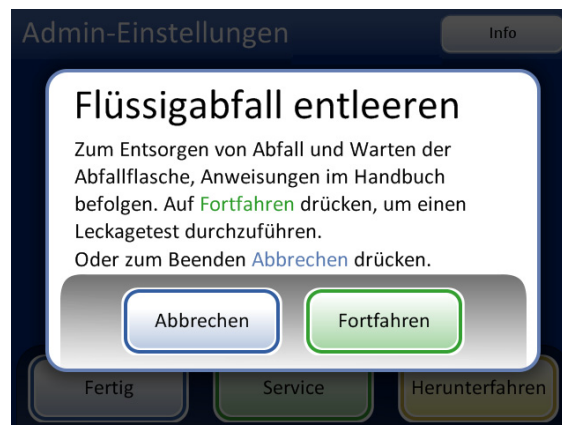 Admin-Einstellungen
Info
Flüssigabfall entleeren
Zum Entsorgen von Abfall und Warten der
Abfallflasche, Anweisungen im Handbuch
befolgen. Auf Fortfahren drücken, um einen
Leckagetest durchzuführen.
Oder zum Beenden Abbrechen drücken.
Abbrechen
Fortfahren
Fertig
Service
Herunterfahren